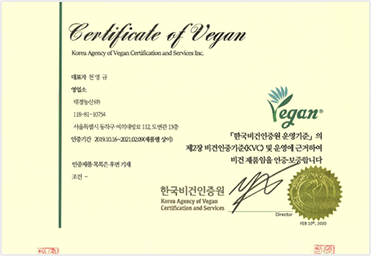 Certificate of Vegan
Korea Agency of Vegan Certification and Services Inc.
대표자 천영규
영업소
태경농산㈜
118-81-10754
서울특별시 동작구 여의대방로 112, 도연관 13층
인증기간 2019.10.16~2021.02.09(제품별 상이)
인증제품 목록은 후면 기재
조건 -
Vegan®
「한국비건인증원 운영기준」의
제2장 비건인증기준(KVC) 및 운영에 근거하여
비건 제품임을 인증·보증합니다
한국비건인증원
Korea Agency of Vegan
Certification and Services
Director
FEB 10th, 2020